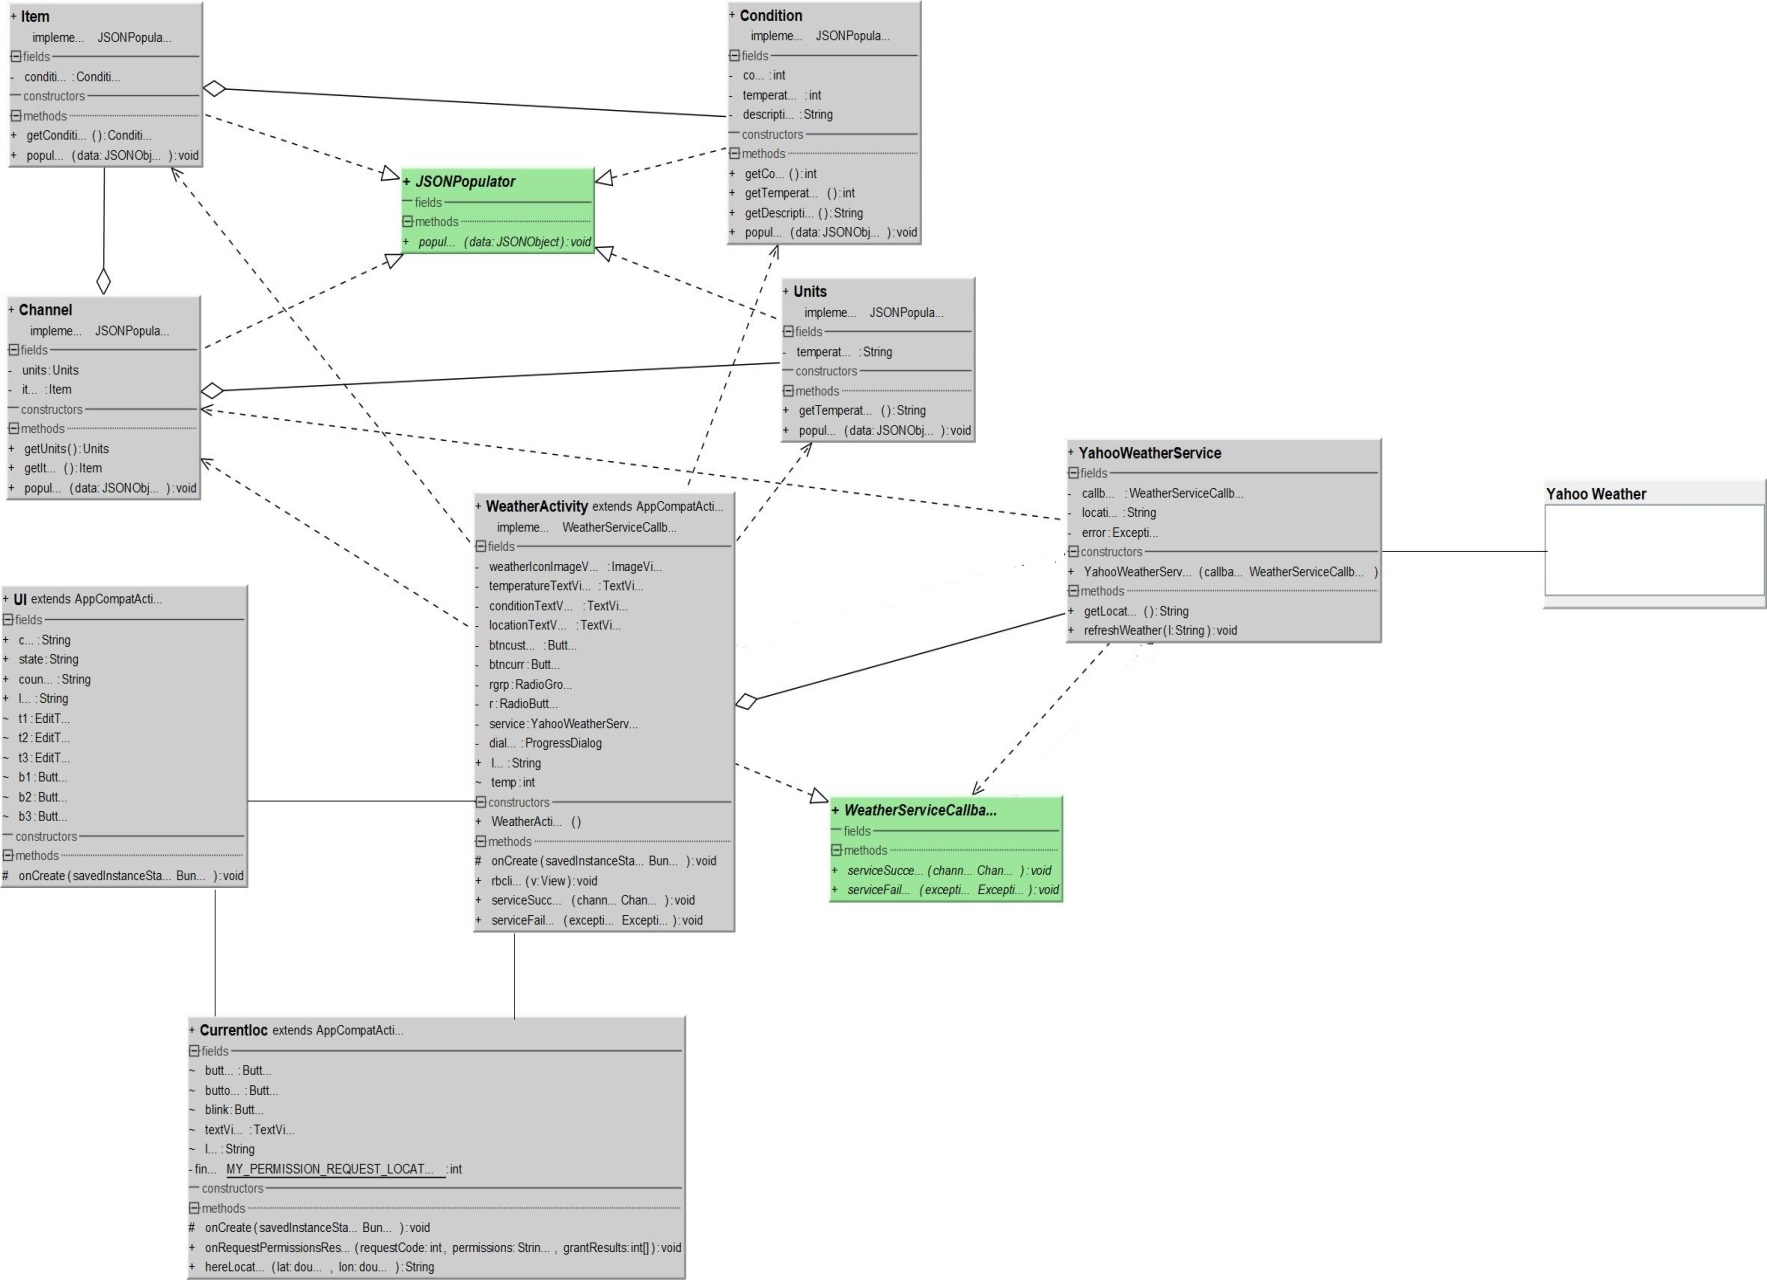 + Item
impleme... JSONPopula...
fields
- conditi... :Conditi...
constructors
methods
+ getConditi... ():Conditi...
+ popul... (data:JSONObj... ):void
+ Condition
impleme... JSONPopula...
fields
- co... :int
- temperat... :int
- descripti... :String
constructors
methods
+ getCo... ():int
+ getTemperat... ():int
+ getDescripti... ():String
+ popul... (data:JSONObj... ):void
+ JSONPopulator
fields
methods
+ popul... (data:JSONObject):void
+ Channel
impleme... JSONPopula...
fields
- units:Units
- it... :Item
constructors
methods
+ getUnits():Units
+ getIt... ():Item
+ popul... (data:JSONObj... ):void
+ Units
impleme... JSONPopula...
fields
- temperat... :String
constructors
methods
+ getTemperat... ():String
+ popul... (data:JSONObj... ):void
+ YahooWeatherService
fields
- callb... :WeatherServiceCallb...
- locati... :String
- error:Excepti...
constructors
+ YahooWeatherServ... (callba... WeatherServiceCallb... )
methods
+ getLocat... ():String
+ refreshWeather(l:String):void
Yahoo Weather
+ WeatherActivity extends AppCompatActi...
impleme... WeatherServiceCallb...
fields
- weatherIconImageV... :ImageVi...
- temperatureTextVi... :TextVi...
- conditionTextV... :TextVi...
- locationTextV... :TextVi...
- btncust... :Butt...
- btncurr:Butt...
- rgrp:RadioGro...
- r:RadioButt...
- service:YahooWeatherServ...
- dial... :ProgressDialog
+ l... :String
~ temp:int
constructors
+ WeatherActi... ()
methods
# onCreate(savedInstanceSta... Bun... ):void
+ rbcli... (v:View):void
+ serviceSucc... (chann... Chan... ):void
+ serviceFail... (excepti... Excepti... ):void
+ UI extends AppCompatActi...
fields
+ c... :String
+ state:String
+ coun... :String
+ l... :String
~ t1:EditT...
~ t2:EditT...
~ t3:EditT...
~ b1:Butt...
~ b2:Butt...
~ b3:Butt...
constructors
methods
# onCreate(savedInstanceSta... Bun... ):void
+ WeatherServiceCallba...
fields
methods
+ serviceSucce... (chann... Chan... ):void
+ serviceFail... (excepti... Excepti... ):void
+ Currentloc extends AppCompatActi...
fields
~ butt... :Butt...
~ butto... :Butt...
~ blink:Butt...
~ textVi... :TextVi...
~ l... :String
- fin... MY_PERMISSION_REQUEST_LOCAT... :int
constructors
methods
# onCreate(savedInstanceSta... Bun... ):void
+ onRequestPermissionsRes... (requestCode:int, permissions:Strin... , grantResults:int[]):void
+ hereLocat... (lat:dou... , lon:dou... ):String